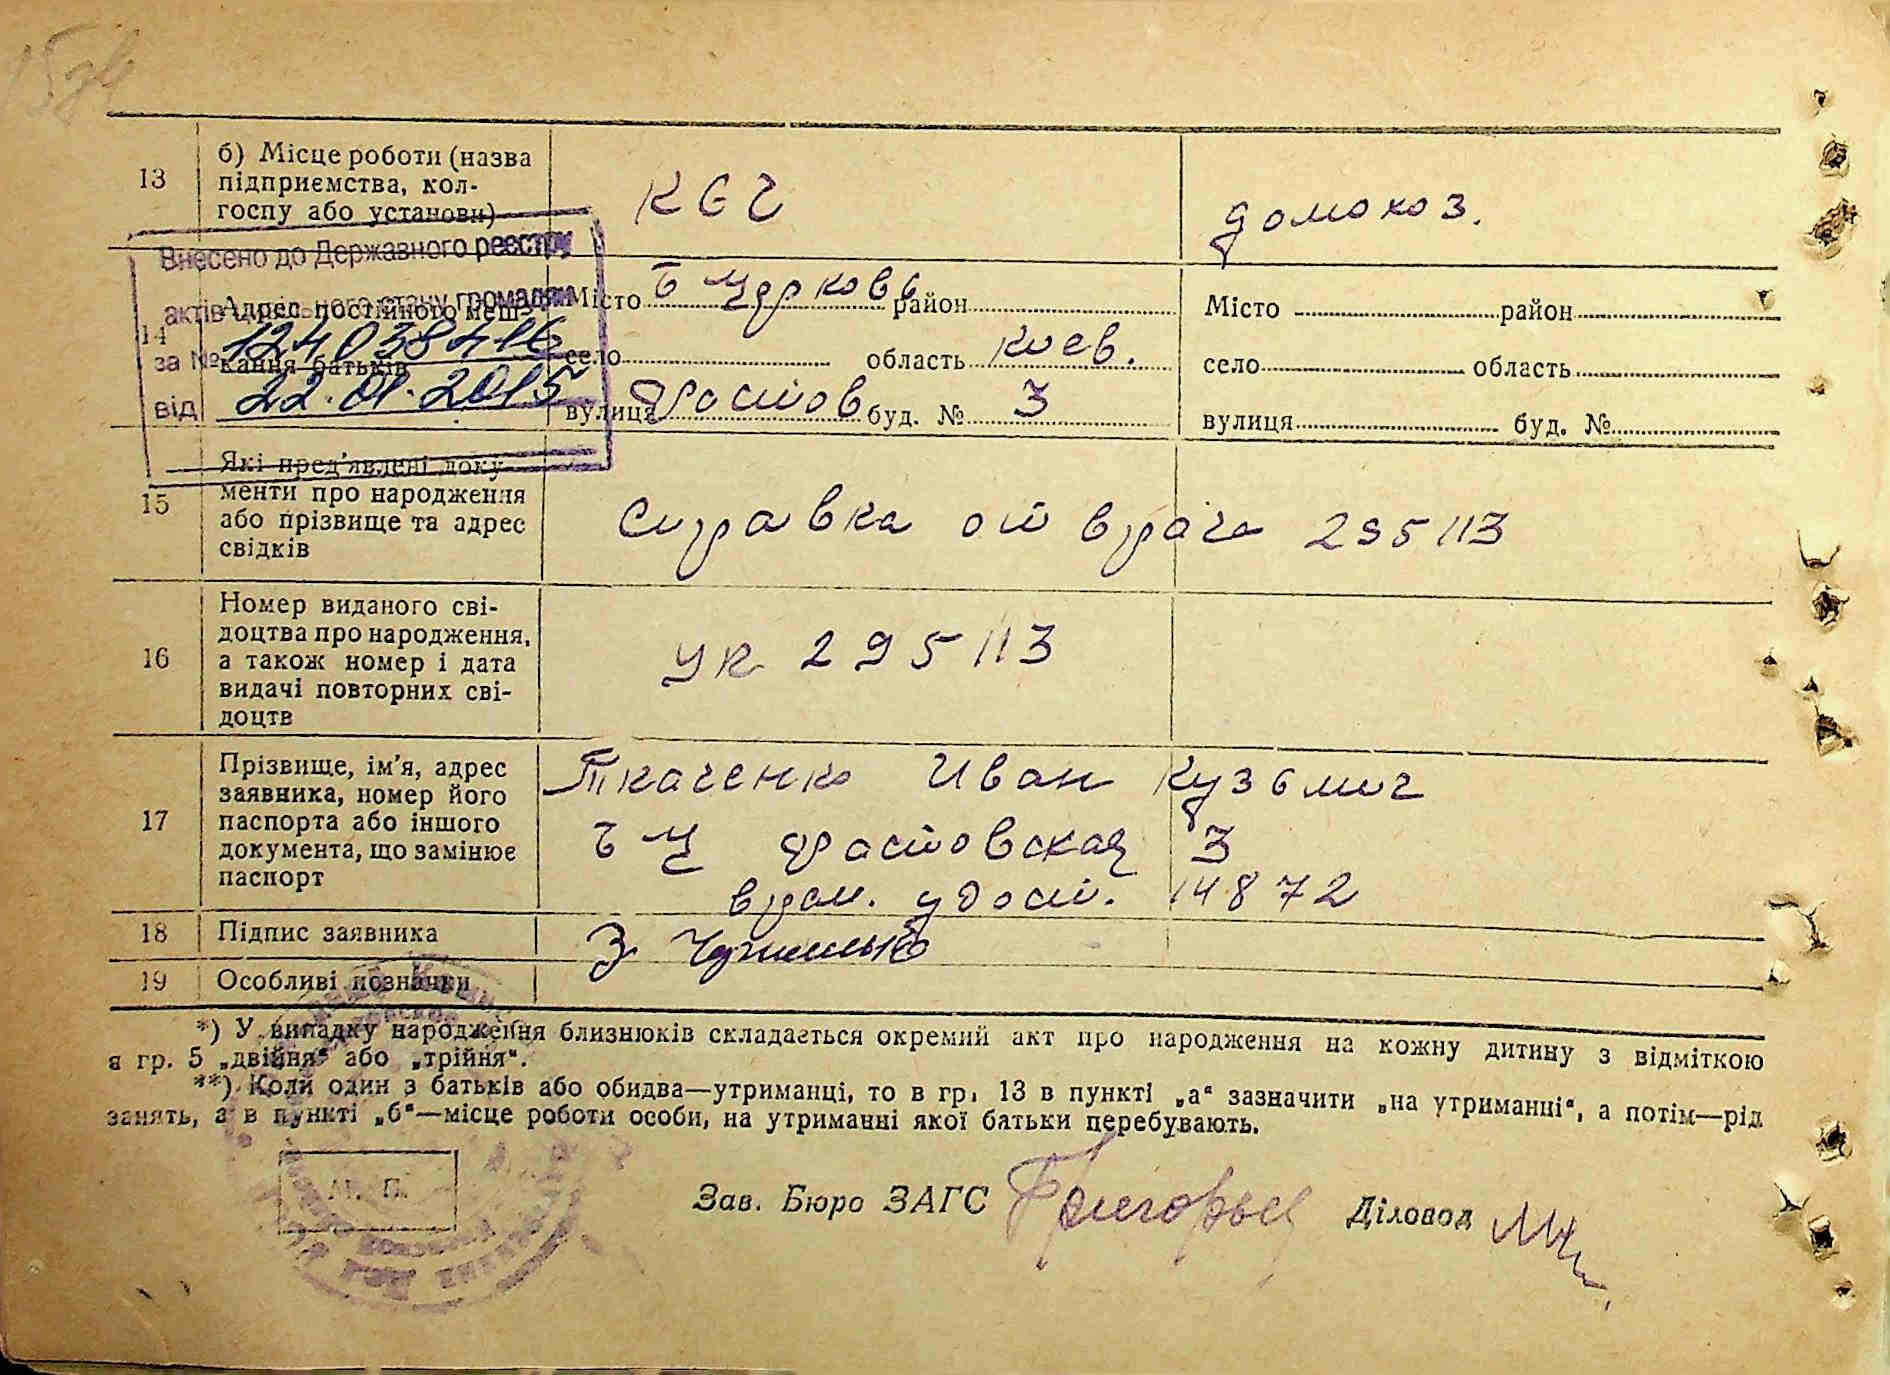 13
б) Місце роботи (назва
підприємства, кол-
госпу або установи)
КЕЧ
домохоз.
Внесено до Державного реєстру
актів
ного стану громадян
за № 124038416
від 22.01.2015
14
Адрес постійного меш-
кання батьків
Місто Б Церковь район
село область Киев.
вулиця Фастов буд. № 3
Місто район
село область
вулиця буд. №
15
Які пред'явлені доку-
менти про народження
або прізвище та адрес
свідків
Справка от врача 295113
16
Номер виданого сві-
доцтва про народження,
а також номер і дата
видачі повторних сві-
доцтв
УК 295113
17
Прізвище, ім'я, адрес
заявника, номер його
паспорта або іншого
документа, що замінює
паспорт
Ткаченко Иван Кузьмич
Б Ц Фастовская 3
врем. удост. 14872
18
Підпис заявника
19
Особливі позначки
*) У випадку народження близнюків складається окремий акт про народження на кожну дитину з відміткою
в гр. 5 „двійня“ або „трійня“.
**) Коли один з батьків або обидва—утриманці, то в гр. 13 в пункті „а“ зазначити „на утриманні“, а потім—рід
занять, а в пункті „б“—місце роботи особи, на утриманні якої батьки перебувають.
М. П.
Зав. Бюро ЗАГС Григорьев Діловод